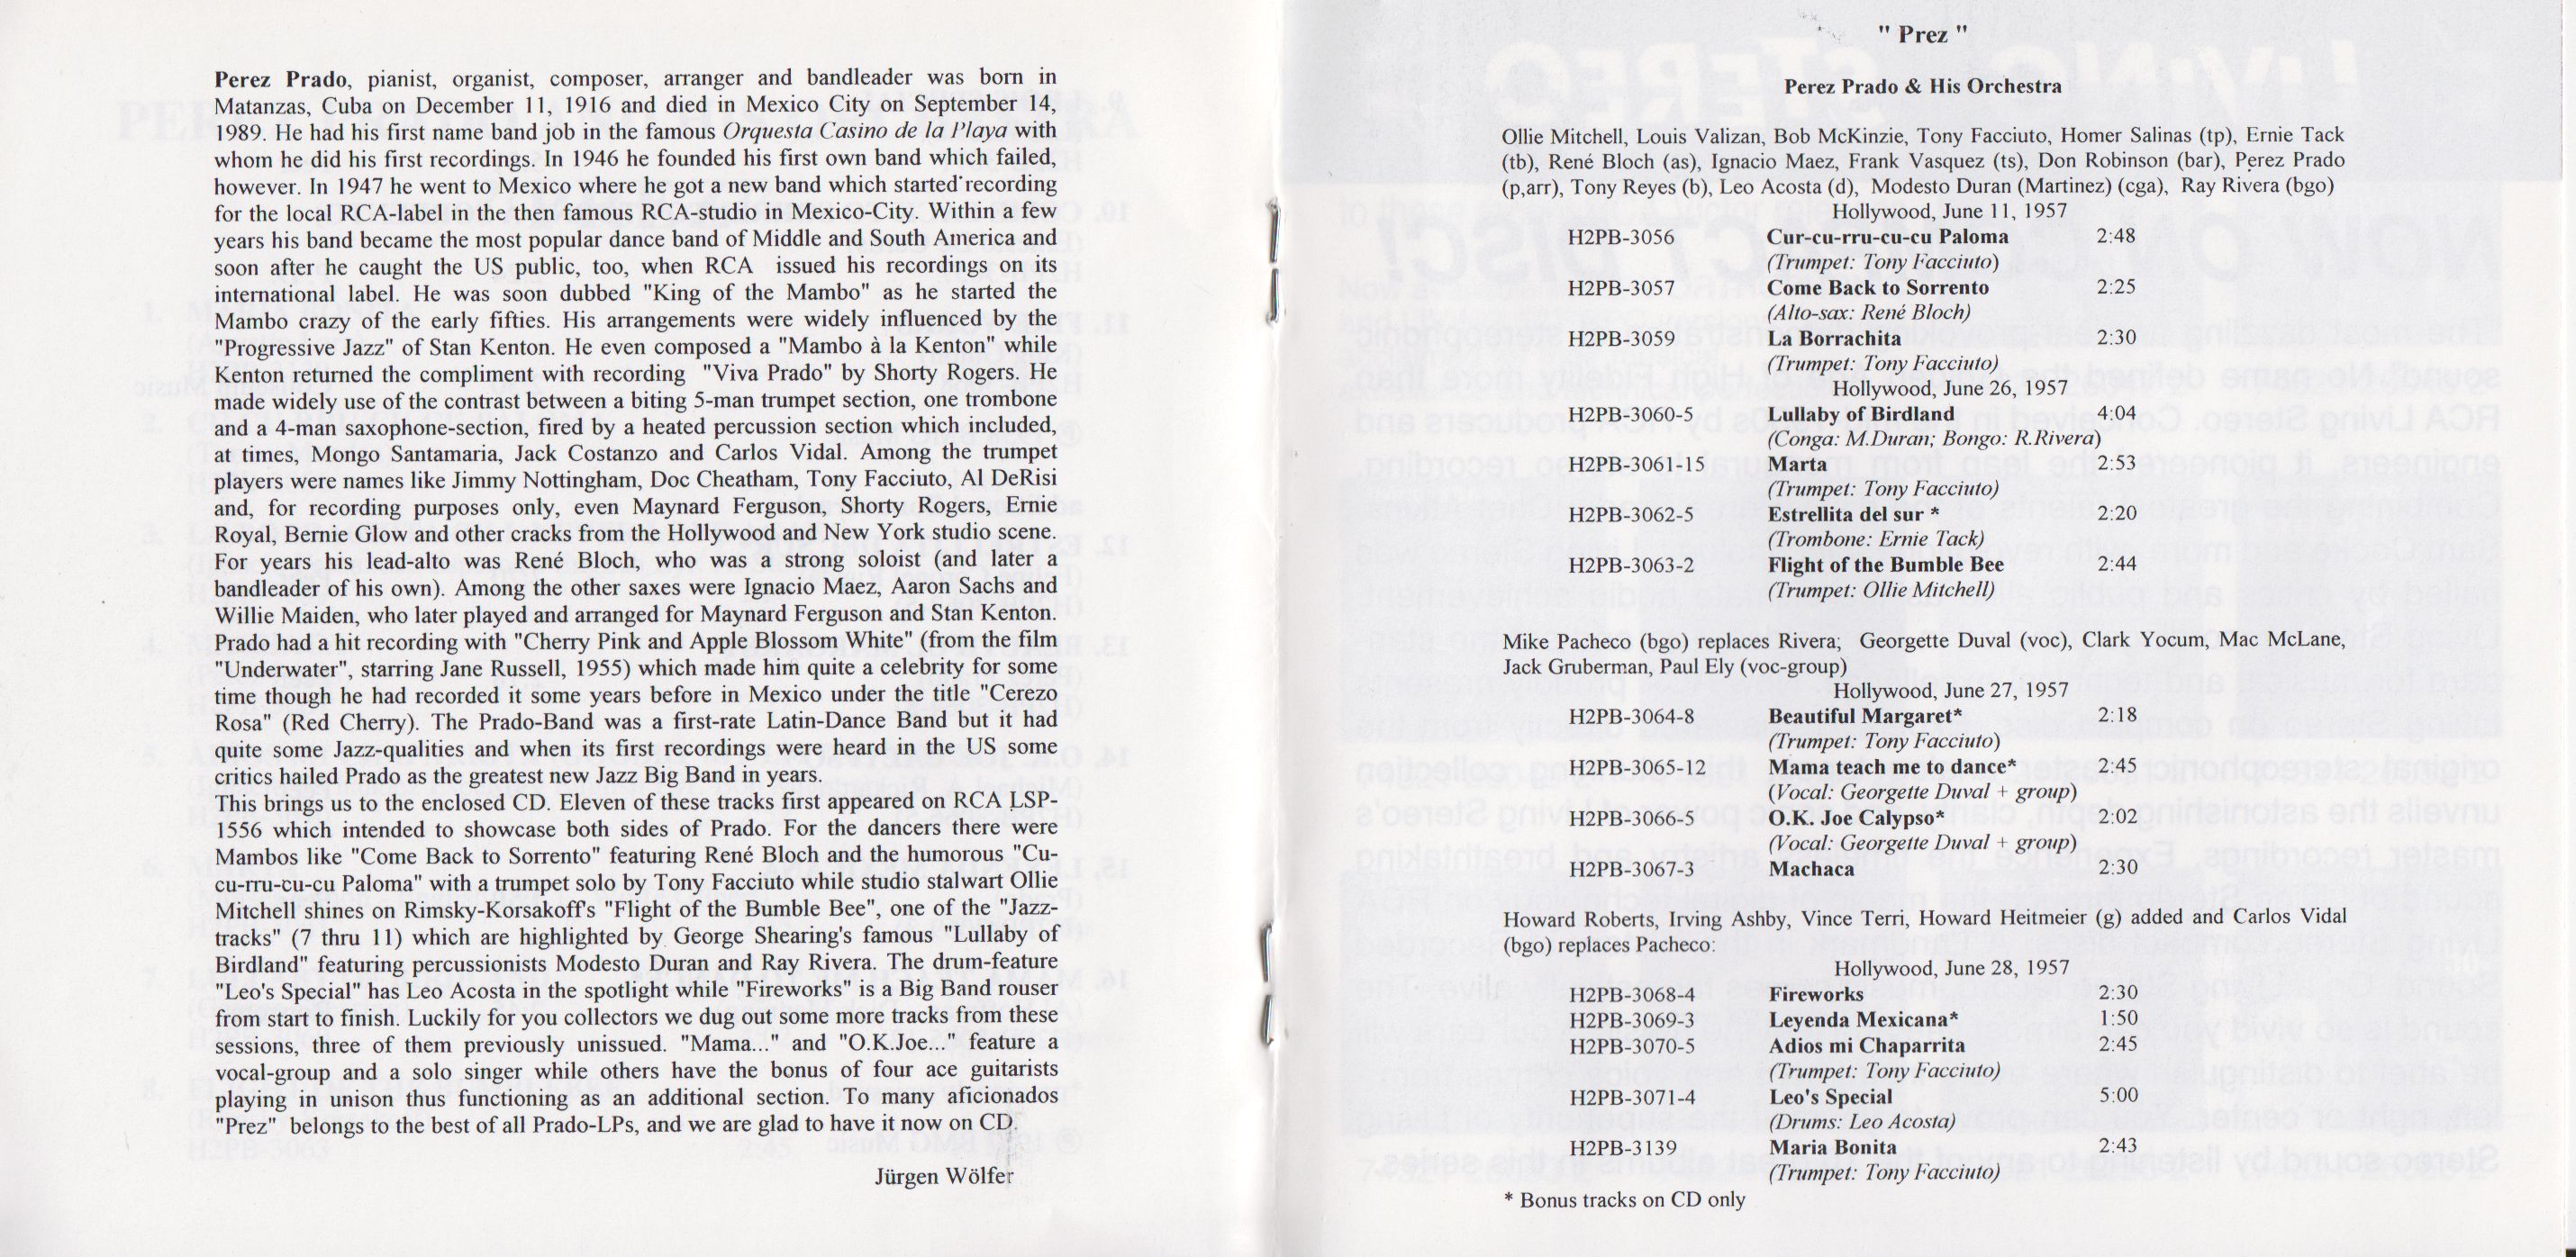 Perez Prado, pianist, organist, composer, arranger and bandleader was born in
Matanzas, Cuba on December 11, 1916 and died in Mexico City on September 14,
1989. He had his first name band job in the famous Orquesta Casino de la Playa with
whom he did his first recordings. In 1946 he founded his first own band which failed,
however. In 1947 he went to Mexico where he got a new band which started recording
for the local RCA-label in the then famous RCA-studio in Mexico-City. Within a few
years his band became the most popular dance band of Middle and South America and
soon after he caught the US public, too, when RCA issued his recordings on its
international label. He was soon dubbed "King of the Mambo" as he started the
Mambo crazy of the early fifties. His arrangements were widely influenced by the
"Progressive Jazz" of Stan Kenton. He even composed a "Mambo à la Kenton" while
Kenton returned the compliment with recording "Viva Prado" by Shorty Rogers. He
made widely use of the contrast between a biting 5-man trumpet section, one trombone
and a 4-man saxophone-section, fired by a heated percussion section which included,
at times, Mongo Santamaria, Jack Costanzo and Carlos Vidal. Among the trumpet
players were names like Jimmy Nottingham, Doc Cheatham, Tony Facciuto, Al DeRisi
and, for recording purposes only, even Maynard Ferguson, Shorty Rogers, Ernie
Royal, Bernie Glow and other cracks from the Hollywood and New York studio scene.
For years his lead-alto was René Bloch, who was a strong soloist (and later a
bandleader of his own). Among the other saxes were Ignacio Maez, Aaron Sachs and
Willie Maiden, who later played and arranged for Maynard Ferguson and Stan Kenton.
Prado had a hit recording with "Cherry Pink and Apple Blossom White" (from the film
"Underwater", starring Jane Russell, 1955) which made him quite a celebrity for some
time though he had recorded it some years before in Mexico under the title "Cerezo
Rosa" (Red Cherry). The Prado-Band was a first-rate Latin-Dance Band but it had
quite some Jazz-qualities and when its first recordings were heard in the US some
critics hailed Prado as the greatest new Jazz Big Band in years.
This brings us to the enclosed CD. Eleven of these tracks first appeared on RCA LSP-
1556 which intended to showcase both sides of Prado. For the dancers there were
Mambos like "Come Back to Sorrento" featuring René Bloch and the humorous "Cu-
cu-rru-cu-cu Paloma" with a trumpet solo by Tony Facciuto while studio stalwart Ollie
Mitchell shines on Rimsky-Korsakoff's "Flight of the Bumble Bee", one of the "Jazz-
tracks" (7 thru 11) which are highlighted by George Shearing's famous "Lullaby of
Birdland" featuring percussionists Modesto Duran and Ray Rivera. The drum-feature
"Leo's Special" has Leo Acosta in the spotlight while "Fireworks" is a Big Band rouser
from start to finish. Luckily for you collectors we dug out some more tracks from these
sessions, three of them previously unissued. "Mama..." and "O.K.Joe..." feature a
vocal-group and a solo singer while others have the bonus of four ace guitarists
playing in unison thus functioning as an additional section. To many aficionados
"Prez" belongs to the best of all Prado-LPs, and we are glad to have it now on CD.
Jürgen Wölfer
" Prez "
Perez Prado & His Orchestra
Ollie Mitchell, Louis Valizan, Bob McKinzie, Tony Facciuto, Homer Salinas (tp), Ernie Tack
(tb), René Bloch (as), Ignacio Maez, Frank Vasquez (ts), Don Robinson (bar), Perez Prado
(p,arr), Tony Reyes (b), Leo Acosta (d), Modesto Duran (Martinez) (cga), Ray Rivera (bgo)
Hollywood, June 11, 1957
H2PB-3056 Cur-cu-rru-cu-cu Paloma 2:48
(Trumpet: Tony Facciuto)
H2PB-3057 Come Back to Sorrento 2:25
(Alto-sax: René Bloch)
H2PB-3059 La Borrachita 2:30
(Trumpet: Tony Facciuto)
Hollywood, June 26, 1957
H2PB-3060-5 Lullaby of Birdland 4:04
(Conga: M.Duran; Bongo: R.Rivera)
H2PB-3061-15 Marta 2:53
(Trumpet: Tony Facciuto)
H2PB-3062-5 Estrellita del sur * 2:20
(Trombone: Ernie Tack)
H2PB-3063-2 Flight of the Bumble Bee 2:44
(Trumpet: Ollie Mitchell)
Mike Pacheco (bgo) replaces Rivera; Georgette Duval (voc), Clark Yocum, Mac McLane,
Jack Gruberman, Paul Ely (voc-group)
Hollywood, June 27, 1957
H2PB-3064-8 Beautiful Margaret* 2:18
(Trumpet: Tony Facciuto)
H2PB-3065-12 Mama teach me to dance* 2:45
(Vocal: Georgette Duval + group)
H2PB-3066-5 O.K. Joe Calypso* 2:02
(Vocal: Georgette Duval + group)
H2PB-3067-3 Machaca 2:30
Howard Roberts, Irving Ashby, Vince Terri, Howard Heitmeier (g) added and Carlos Vidal
(bgo) replaces Pacheco:
Hollywood, June 28, 1957
H2PB-3068-4 Fireworks 2:30
H2PB-3069-3 Leyenda Mexicana* 1:50
H2PB-3070-5 Adios mi Chaparrita 2:45
(Trumpet: Tony Facciuto)
H2PB-3071-4 Leo's Special 5:00
(Drums: Leo Acosta)
H2PB-3139 Maria Bonita 2:43
(Trumpet: Tony Facciuto)
* Bonus tracks on CD only